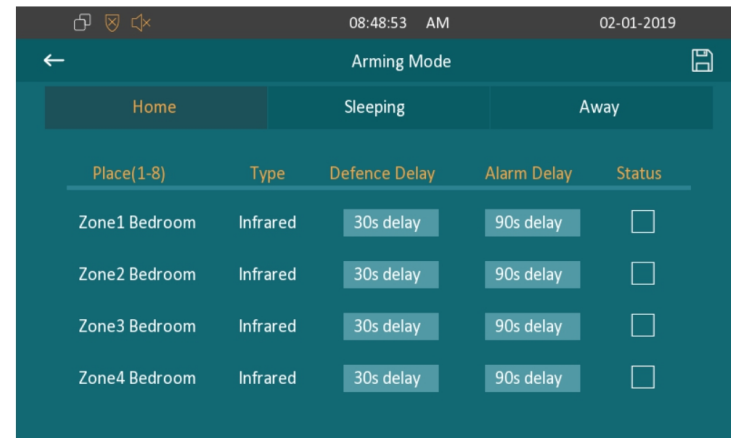 08:48:53 AM 02-01-2019
Arming Mode
Home Sleeping Away
Place(1-8) Type Defence Delay Alarm Delay Status
Zone1 Bedroom Infrared 30s delay 90s delay
Zone2 Bedroom Infrared 30s delay 90s delay
Zone3 Bedroom Infrared 30s delay 90s delay
Zone4 Bedroom Infrared 30s delay 90s delay